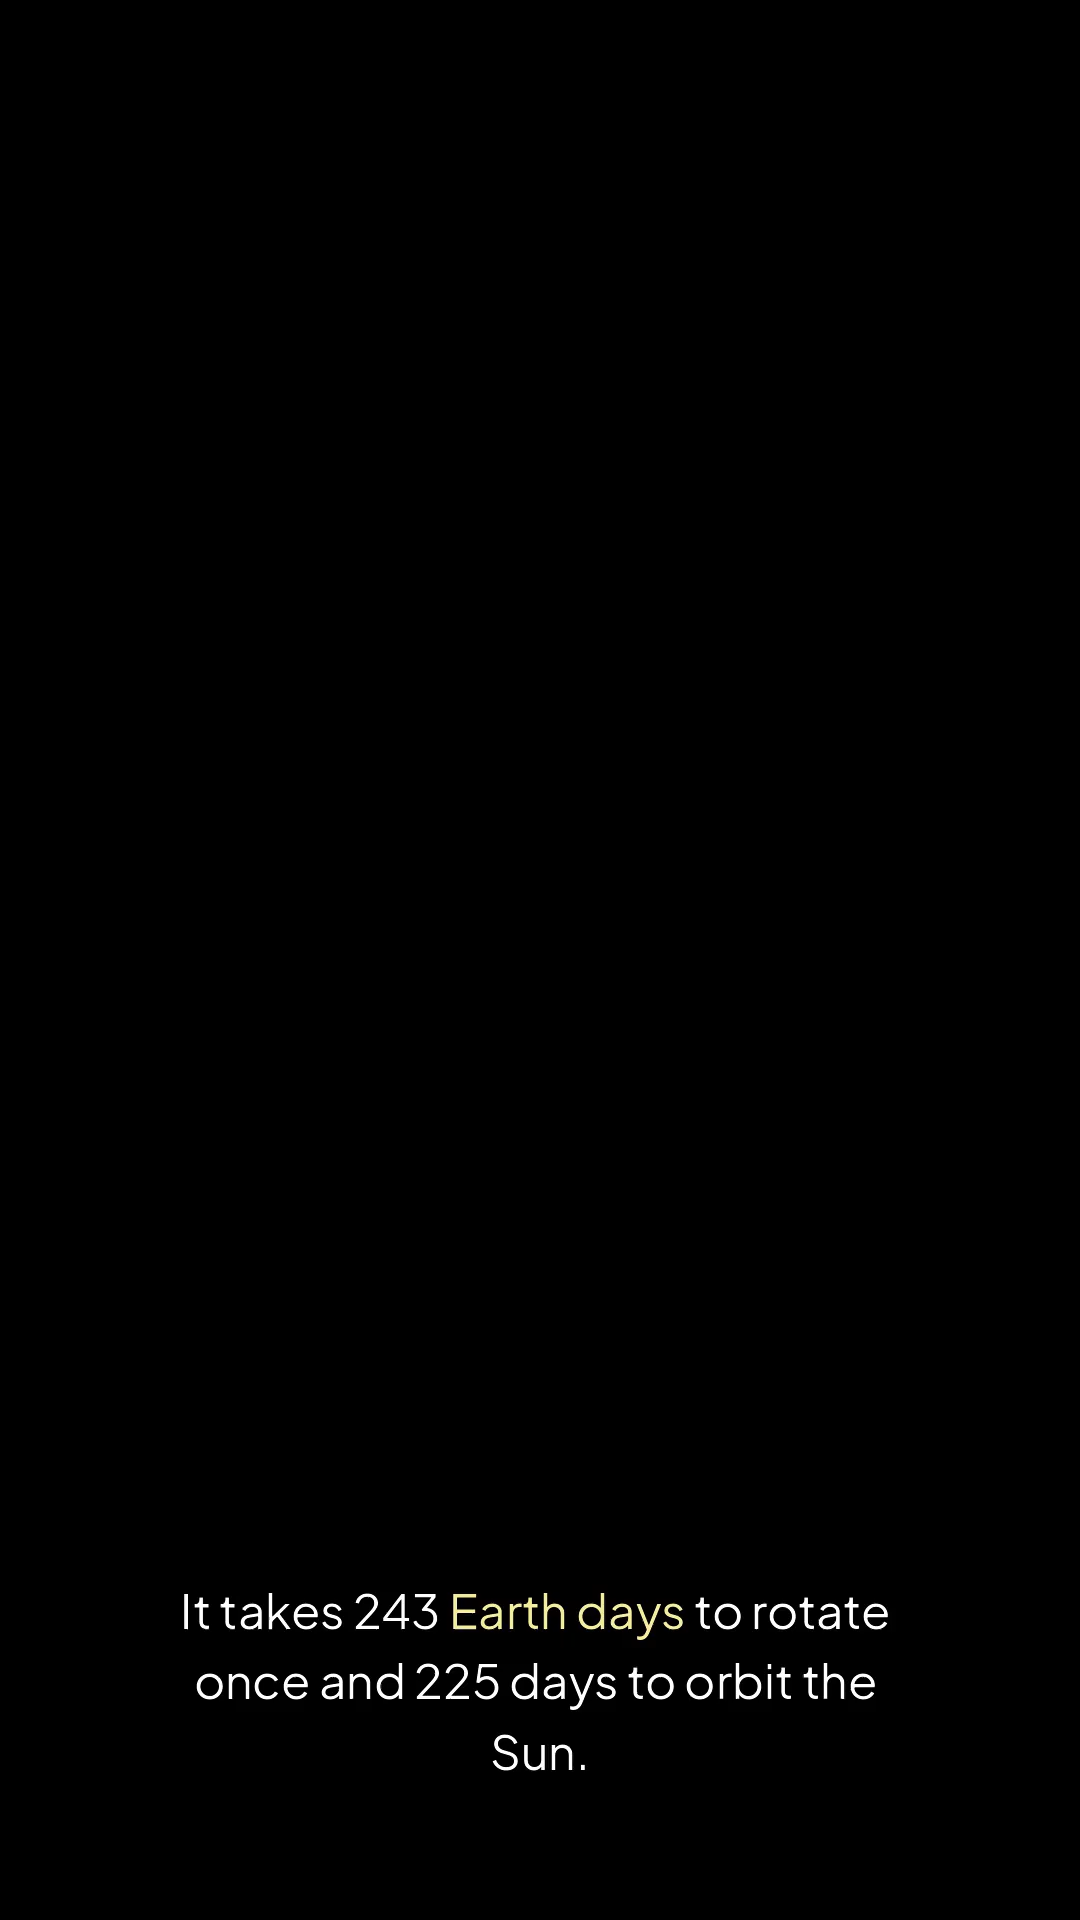 It takes 243 Earth days to rotate
once and 225 days to orbit the
Sun.